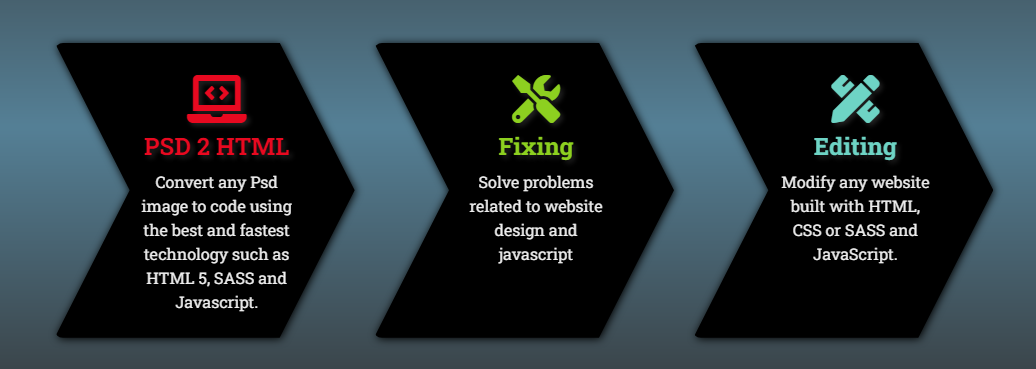 PSD 2 HTML
Convert any Psd
image to code using
the best and fastest
technology such as
HTML 5, SASS and
Javascript.
Fixing
Solve problems
related to website
design and
javascript
Editing
Modify any website
built with HTML,
CSS or SASS and
JavaScript.